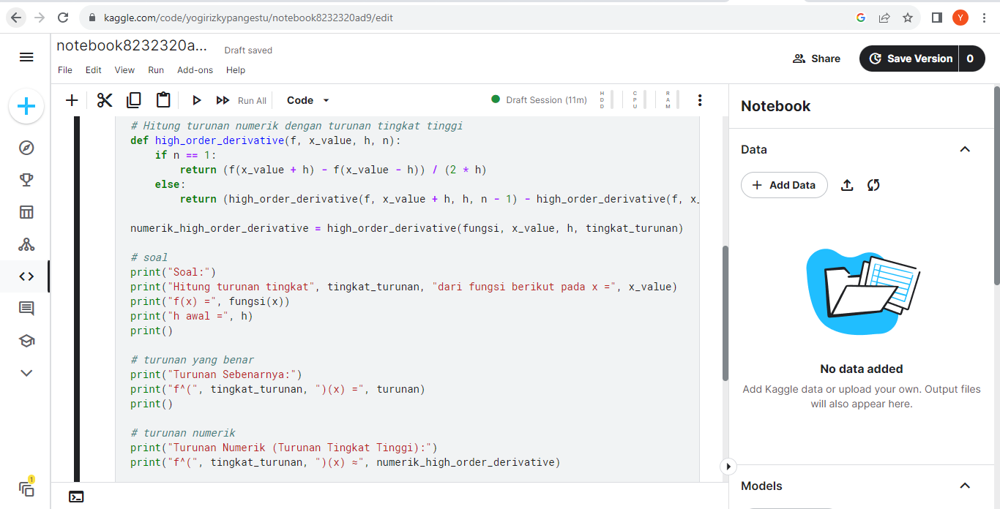 kaggle.com/code/yogirizkypangestu/notebook8232320ad9/edit
Y
notebook8232320a...
Draft saved
File Edit View Run Add-ons Help
Share
Save Version 0
Run All
Code
Draft Session (11m)
HDD
CPU
RAM
# Hitung turunan numerik dengan turunan tingkat tinggi
def high_order_derivative(f, x_value, h, n):
if n == 1:
return (f(x_value + h) - f(x_value - h)) / (2 * h)
else:
return (high_order_derivative(f, x_value + h, h, n - 1) - high_order_derivative(f, x_
numerik_high_order_derivative = high_order_derivative(fungsi, x_value, h, tingkat_turunan)
# soal
print("Soal:")
print("Hitung turunan tingkat", tingkat_turunan, "dari fungsi berikut pada x =", x_value)
print("f(x) =", fungsi(x))
print("h awal =", h)
print()
# turunan yang benar
print("Turunan Sebenarnya:")
print("f^(", tingkat_turunan, ")(x) =", turunan)
print()
# turunan numerik
print("Turunan Numerik (Turunan Tingkat Tinggi):")
print("f^(", tingkat_turunan, ")(x) ≈", numerik_high_order_derivative)
Notebook
Data
Add Data
No data added
Add Kaggle data or upload your own. Output files
will also appear here.
Models
1